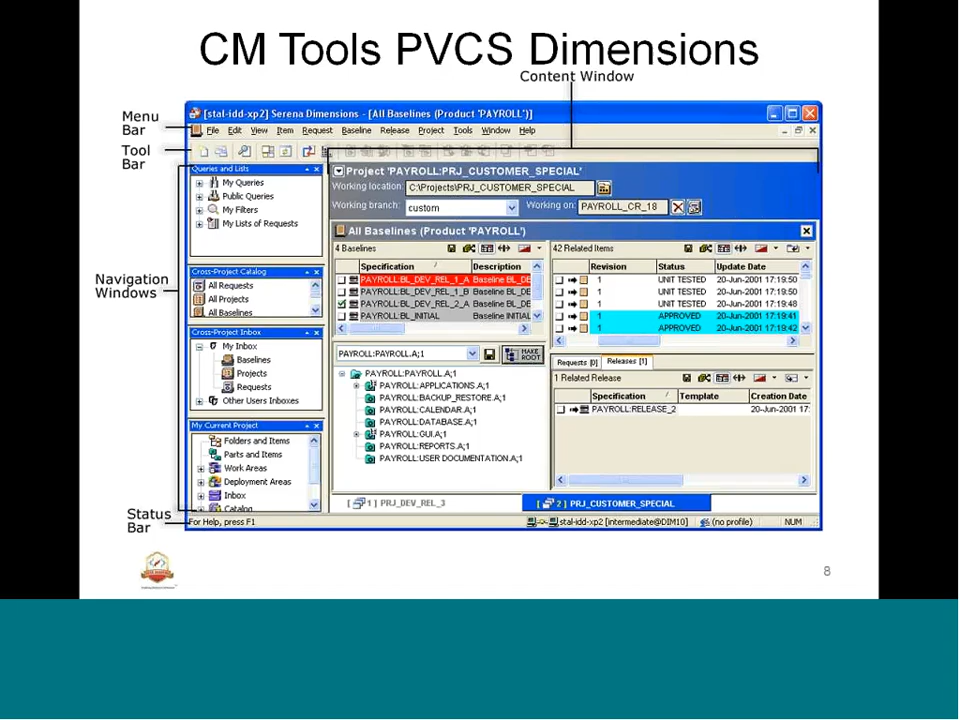 CM Tools PVCS Dimensions
Content Window
Menu
Bar
Tool
Bar
Navigation
Windows
Status
Bar
[stal-idd-xp2] Serena Dimensions - [All Baselines (Product 'PAYROLL')]
File Edit View Item Request Baseline Release Project Tools Window Help
Queries and Lists
My Queries
Public Queries
My Filters
My Lists of Requests
Cross-Project Catalog
All Requests
All Projects
All Baselines
Cross-Project Inbox
My Inbox
Baselines
Projects
Requests
Other Users Inboxes
My Current Project
Folders and Items
Parts and Items
Work Areas
Deployment Areas
Inbox
Catalog
Project 'PAYROLL:PRJ_CUSTOMER_SPECIAL'
Working location: C:\Projects\PRJ_CUSTOMER_SPECIAL
Working branch: custom Working on: PAYROLL_CR_18
All Baselines (Product 'PAYROLL')
4 Baselines
Specification / Description
PAYROLL:BL_DEV_REL_1_A Baseline BL_DE
PAYROLL:BL_DEV_REL_1_B Baseline BL_DE
PAYROLL:BL_DEV_REL_2_A Baseline BL_DE
PAYROLL:BL_INITIAL Baseline INITIAL
42 Related Items
Revision Status Update Date
1 UNIT TESTED 20-Jun-2001 17:19:50
1 UNIT TESTED 20-Jun-2001 17:19:50
1 UNIT TESTED 20-Jun-2001 17:19:48
1 APPROVED 20-Jun-2001 17:19:41
1 APPROVED 20-Jun-2001 17:19:42
PAYROLL:PAYROLL.A;1 MAKE ROOT
PAYROLL:PAYROLL.A;1
PAYROLL:APPLICATIONS.A;1
PAYROLL:BACKUP_RESTORE.A;1
PAYROLL:CALENDAR.A;1
PAYROLL:DATABASE.A;1
PAYROLL:GUI.A;1
PAYROLL:REPORTS.A;1
PAYROLL:USER DOCUMENTATION.A;1
Requests [0] Releases [1]
1 Related Release
Specification / Template Creation Date
PAYROLL:RELEASE_2 20-Jun-2001 17:
[ 1 ] PRJ_DEV_REL_3
[ 2 ] PRJ_CUSTOMER_SPECIAL
For Help, press F1
stal-idd-xp2 [intermediate@DIM10] (no profile) NUM
8